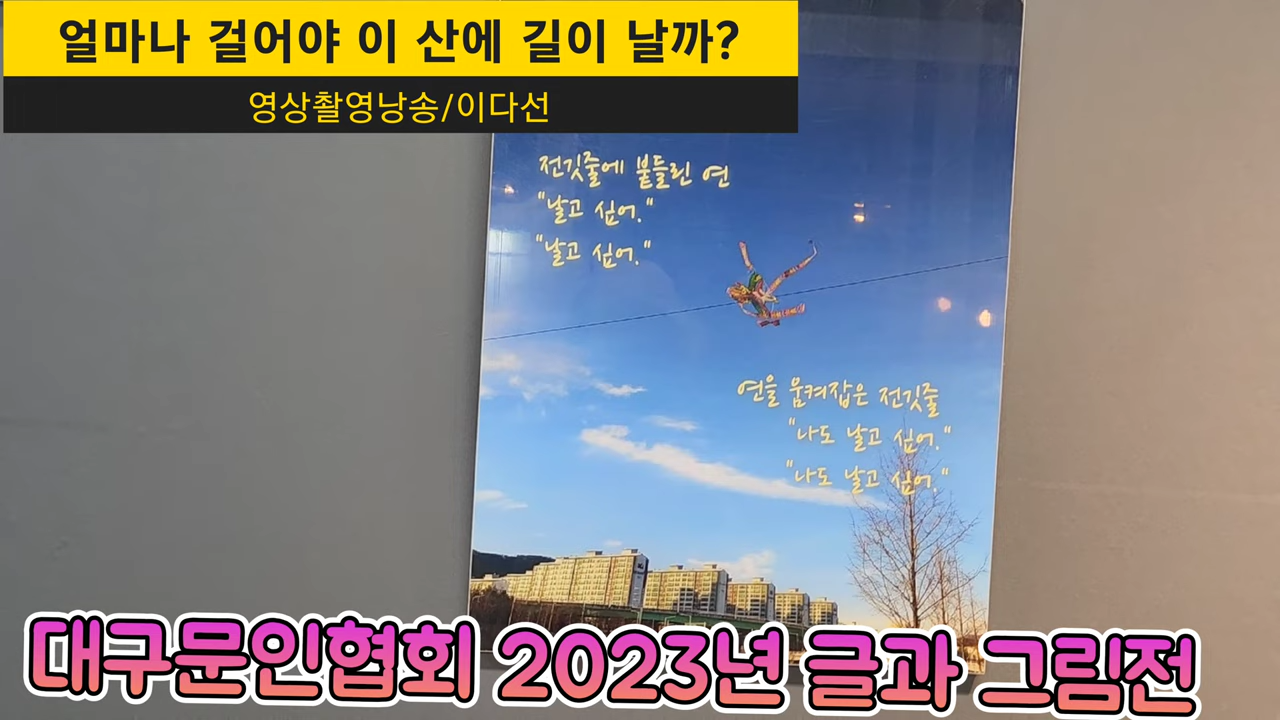 얼마나 걸어야 이 산에 길이 날까?
영상촬영낭송/이다선
전깃줄에 붙들린 연
"날고 싶어."
"날고 싶어."
연을 움켜잡은 전깃줄
"나도 날고 싶어."
"나도 날고 싶어."
대구문인협회 2023년 글과 그림전